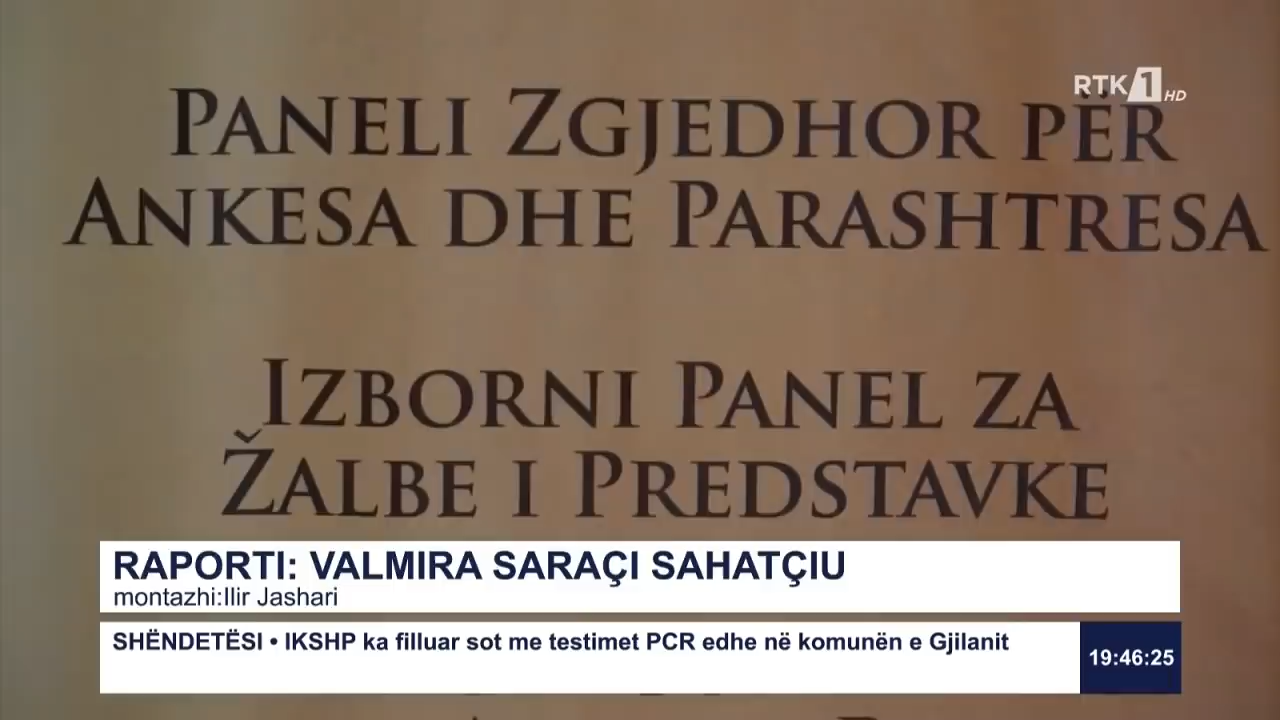 RTK 1 HD
PANELI ZGJEDHOR PËR
ANKESA DHE PARASHTRESA
IZBORNI PANEL ZA
ŽALBE I PREDSTAVKE
RAPORTI: VALMIRA SARAÇI SAHATÇIU
montazhi:Ilir Jashari
SHËNDETËSI • IKSHP ka filluar sot me testimet PCR edhe në komunën e Gjilanit
19:46:25